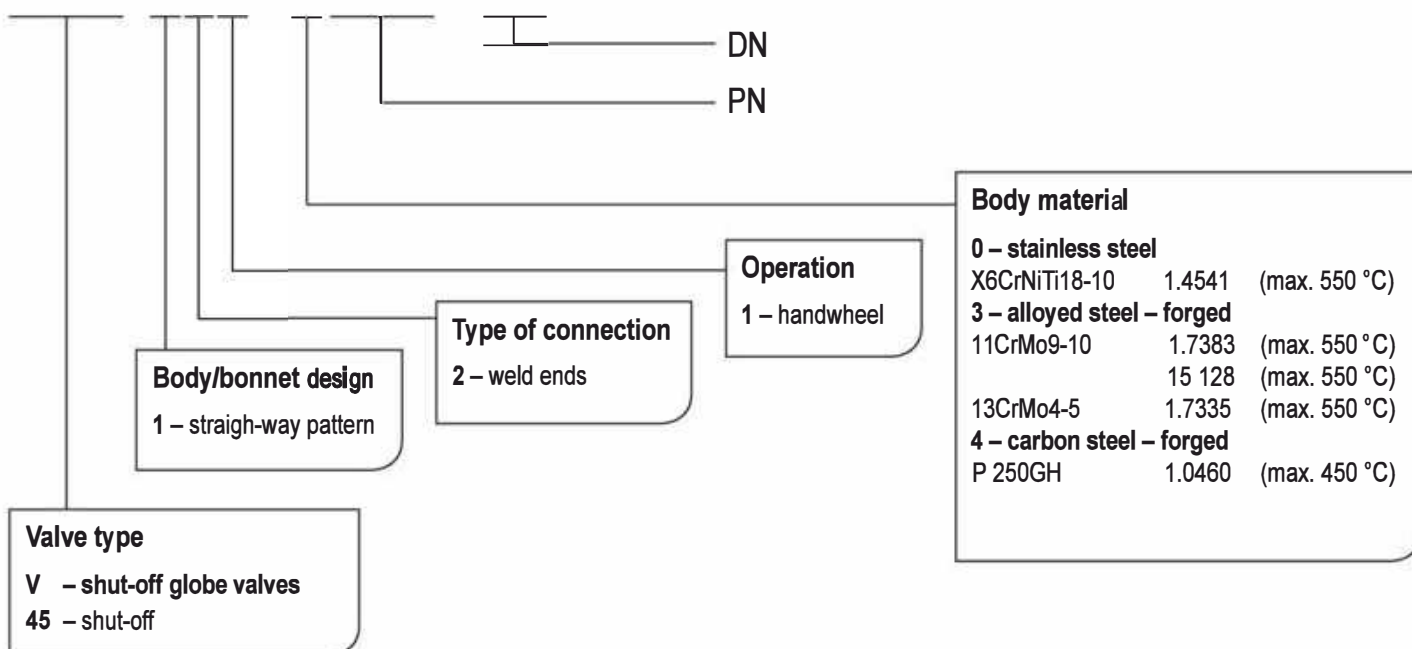 DN
PN
Body material
0 – stainless steel
X6CrNiTi18-10 1.4541 (max. 550 °C)
3 – alloyed steel – forged
11CrMo9-10 1.7383 (max. 550 °C)
15 128 (max. 550 °C)
13CrMo4-5 1.7335 (max. 550 °C)
4 – carbon steel – forged
P 250GH 1.0460 (max. 450 °C)
Operation
1 – handwheel
Type of connection
2 – weld ends
Body/bonnet design
1 – straigh-way pattern
Valve type
V – shut-off globe valves
45 – shut-off